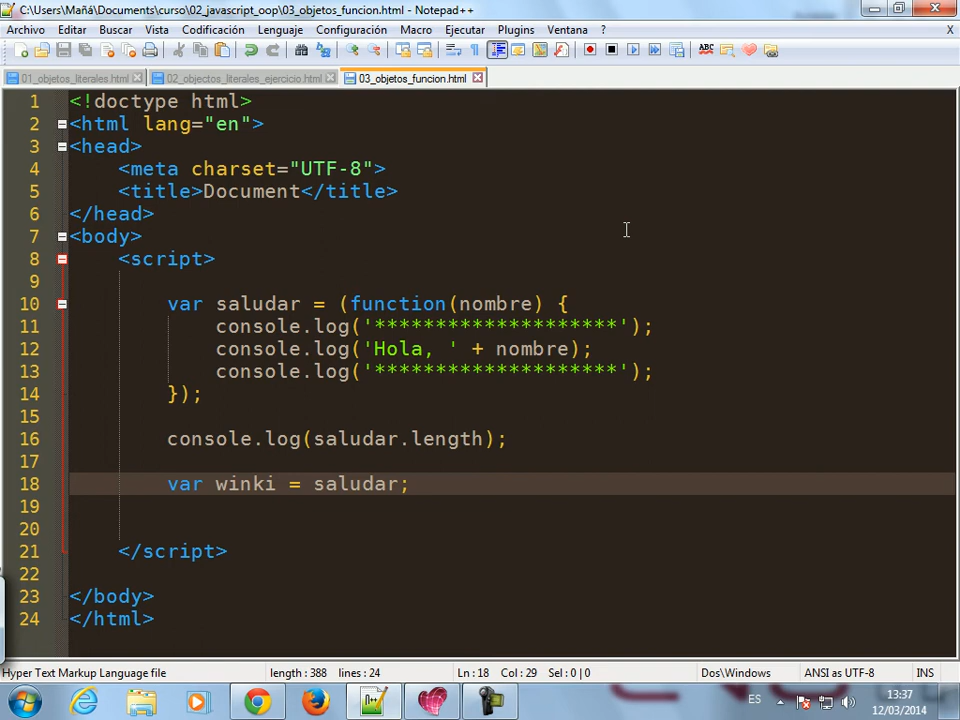 C:\Users\Mañá\Documents\curso\02_javascript_oop\03_objetos_funcion.html - Notepad++
Archivo Editar Buscar Vista Codificación Lenguaje Configuración Macro Ejecutar Plugins Ventana ? X
01_objetos_literales.html 02_objectos_literales_ejercicio.html 03_objetos_funcion.html
1 <!doctype html>
2 <html lang="en">
3 <head>
4 <meta charset="UTF-8">
5 <title>Document</title>
6 </head>
7 <body>
8 <script>
9
10 var saludar = (function(nombre) {
11 console.log('********************');
12 console.log('Hola, ' + nombre);
13 console.log('********************');
14 });
15
16 console.log(saludar.length);
17
18 var winki = saludar;
19
20
21 </script>
22
23 </body>
24 </html>
Hyper Text Markup Language file length : 388 lines : 24 Ln : 18 Col : 29 Sel : 0 | 0 Dos\Windows ANSI as UTF-8 INS
ES 13:37
12/03/2014